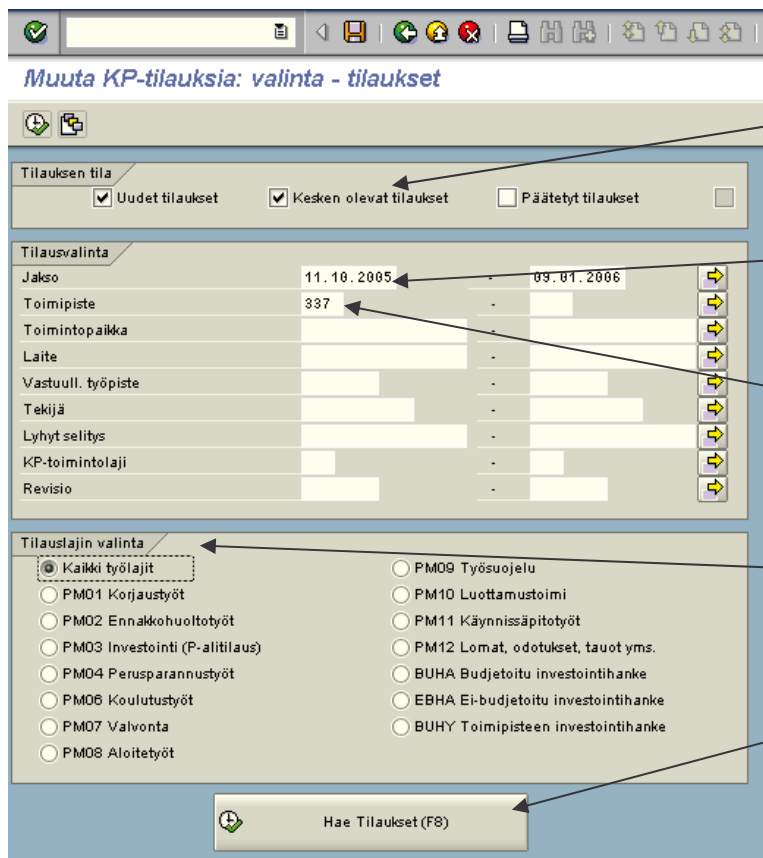 Muuta KP-tilauksia: valinta - tilaukset
Tilauksen tila
Uudet tilaukset Kesken olevat tilaukset Päätetyt tilaukset
Tilausvalinta
Jakso 11.10.2005 - 09.01.2006
Toimipiste 337 -
Toimintopaikka -
Laite -
Vastuull. työpiste -
Tekijä -
Lyhyt selitys -
KP-toimintolaji -
Revisio -
Tilauslajin valinta
Kaikki työlajit PM09 Työsuojelu
PM01 Korjaustyöt PM10 Luottamustoimi
PM02 Ennakkohuoltotyöt PM11 Käynnissäpitotyöt
PM03 Investointi (P-alitilaus) PM12 Lomat, odotukset, tauot yms.
PM04 Perusparannustyöt BUHA Budjetoitu investointihanke
PM06 Koulutustyöt EBHA Ei-budjetoitu investointihanke
PM07 Valvonta BUHY Toimipisteen investointihanke
PM08 Aloitetyöt
Hae Tilaukset (F8)